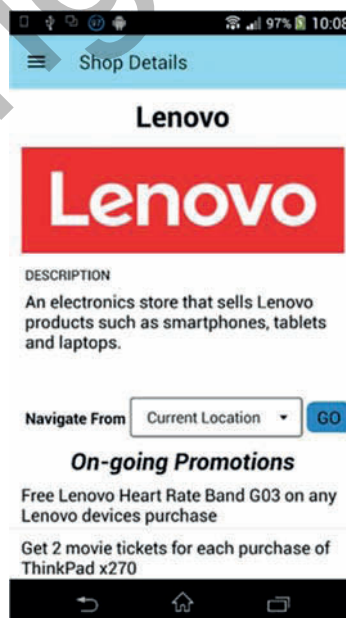 97% 10:08
Shop Details
Lenovo
Lenovo
DESCRIPTION
An electronics store that sells Lenovo
products such as smartphones, tablets
and laptops.
Navigate From Current Location GO
On-going Promotions
Free Lenovo Heart Rate Band G03 on any
Lenovo devices purchase
Get 2 movie tickets for each purchase of
ThinkPad x270